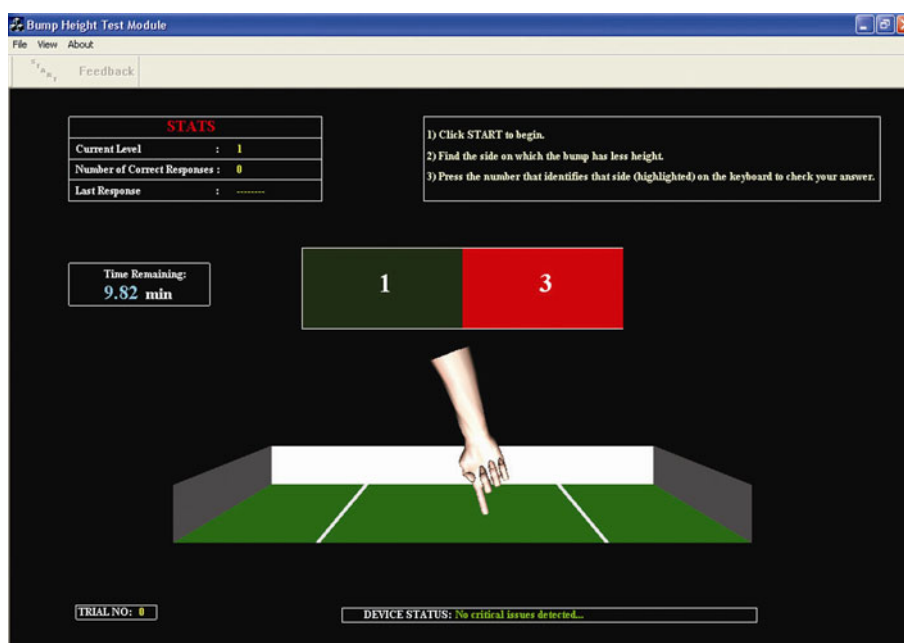 Bump Height Test Module
File View About
START Feedback
STATS
Current Level : 1
Number of Correct Responses : 0
Last Response : --------
1) Click START to begin.
2) Find the side on which the bump has less height.
3) Press the number that identifies that side (highlighted) on the keyboard to check your answer.
Time Remaining:
9.82 min
1 3
TRIAL NO: 0
DEVICE STATUS: No critical issues detected...